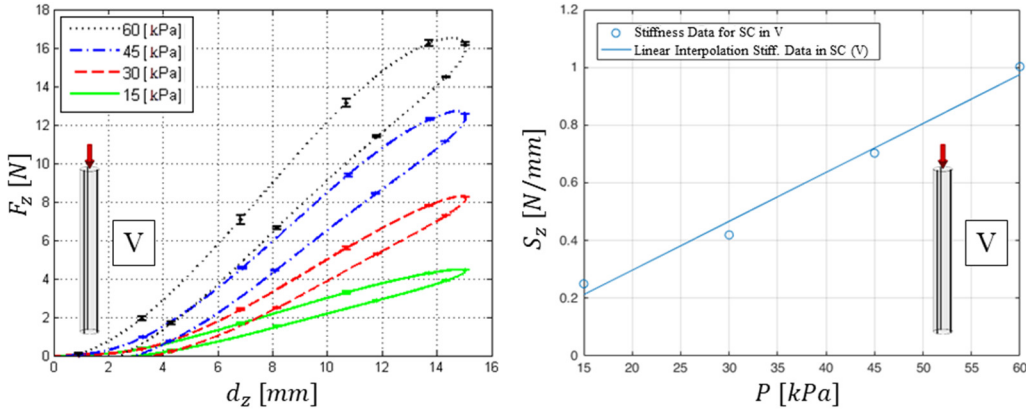 60 [kPa]
45 [kPa]
30 [kPa]
15 [kPa]
V
18
16
14
12
10
8
6
4
2
0
0 2 4 6 8 10 12 14 16
F_z [N]
d_z [mm]
Stiffness Data for SC in V
Linear Interpolation Stiff. Data in SC (V)
V
1.2
1
0.8
0.6
0.4
0.2
0
15 20 25 30 35 40 45 50 55 60
S_z [N/mm]
P [kPa]